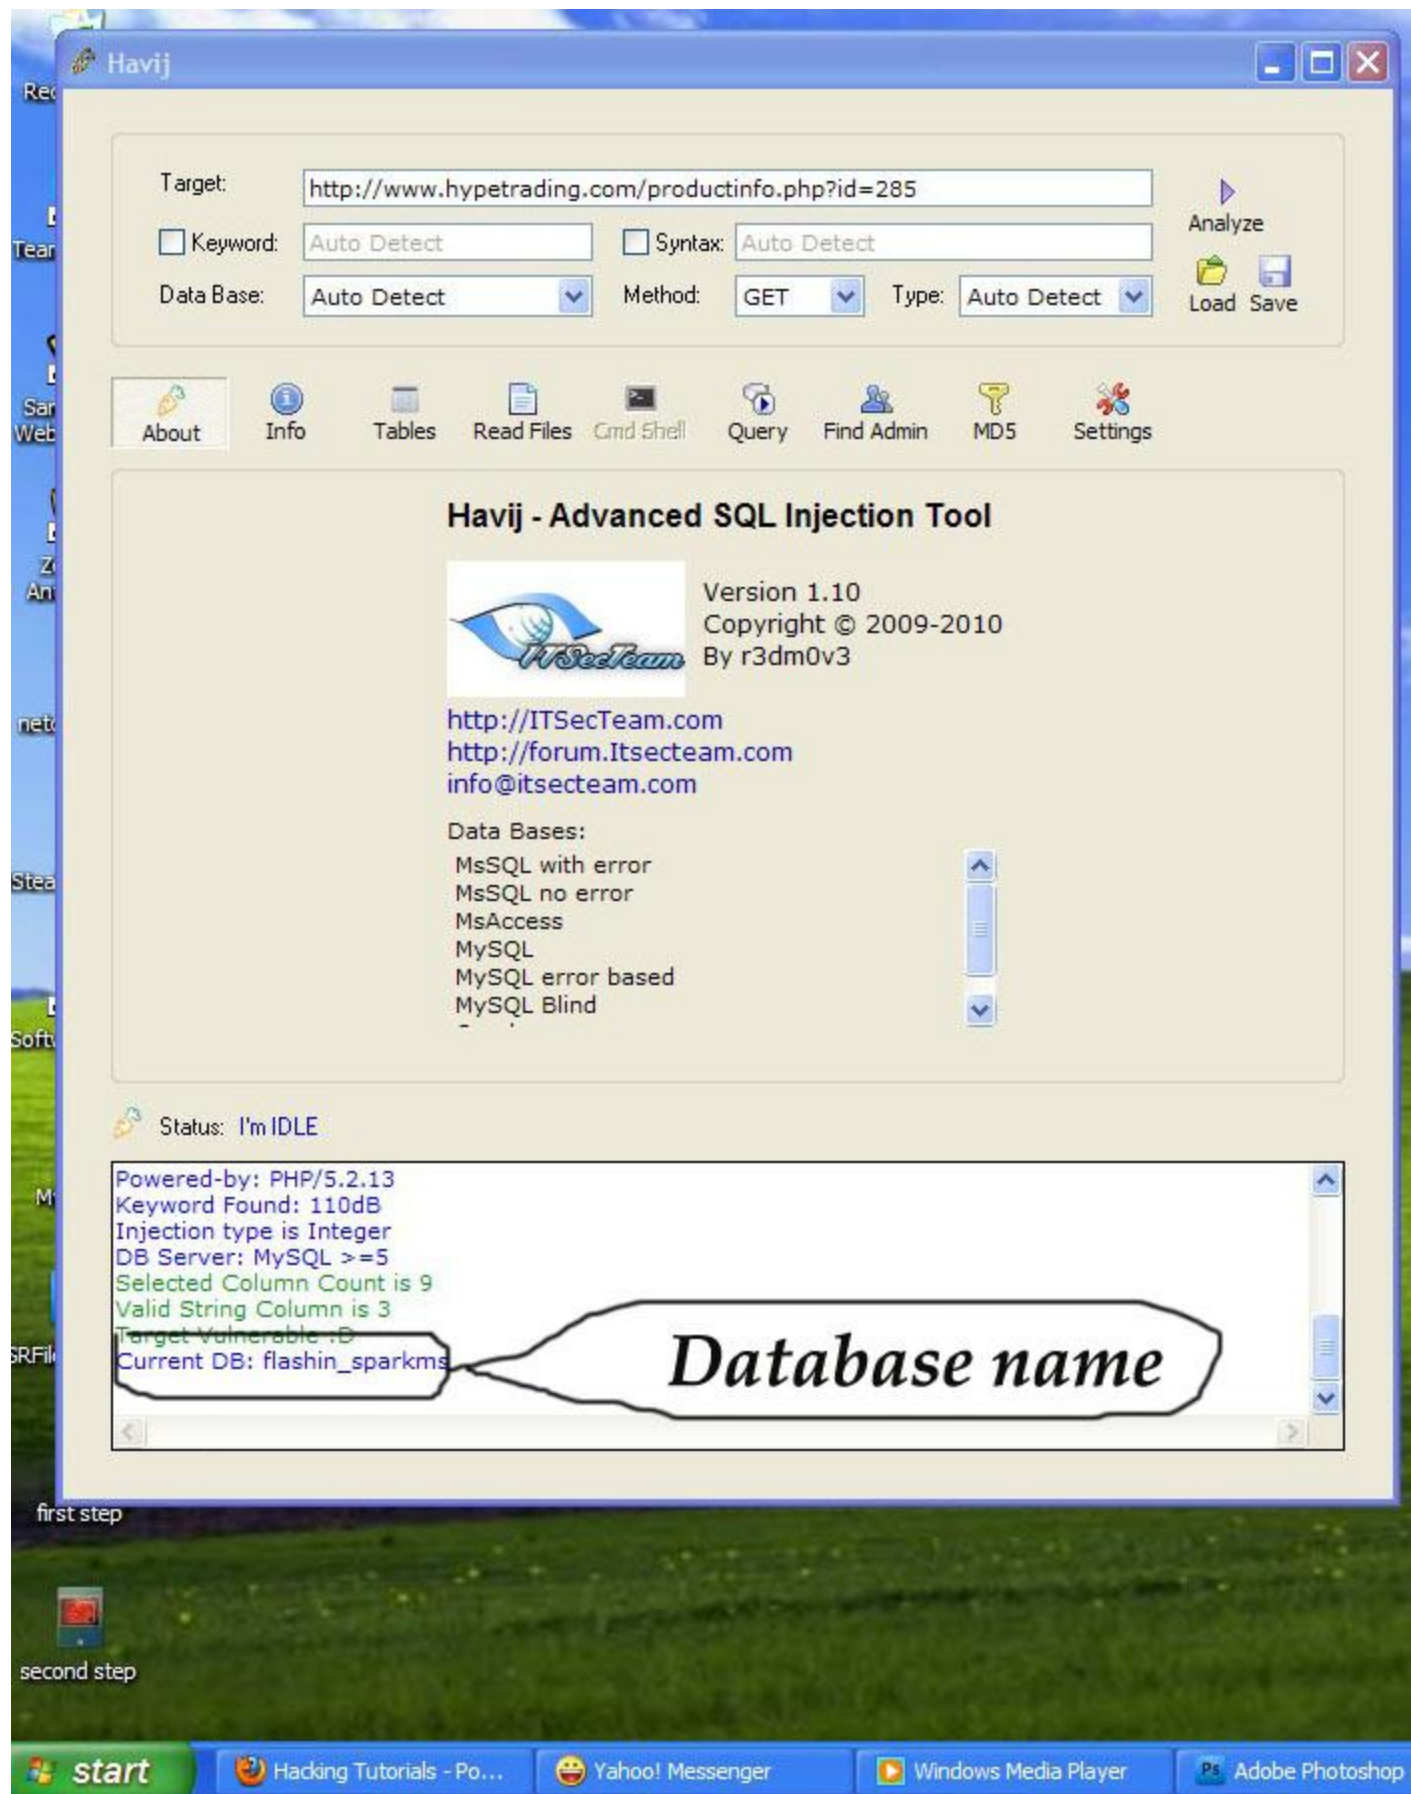 Havij
Target:
http://www.hypetrading.com/productinfo.php?id=285
Analyze
Keyword:
Auto Detect
Syntax:
Auto Detect
Data Base:
Auto Detect
Method:
GET
Type:
Auto Detect
Load
Save
About
Info
Tables
Read Files
Cmd Shell
Query
Find Admin
MD5
Settings
Havij - Advanced SQL Injection Tool
ITSecTeam
Version 1.10
Copyright © 2009-2010
By r3dm0v3
http://ITSecTeam.com
http://forum.Itsecteam.com
info@itsecteam.com
Data Bases:
MsSQL with error
MsSQL no error
MsAccess
MySQL
MySQL error based
MySQL Blind
Status: I'm IDLE
Powered-by: PHP/5.2.13
Keyword Found: 110dB
Injection type is Integer
DB Server: MySQL >=5
Selected Column Count is 9
Valid String Column is 3
Target Vulnerable :D
Current DB: flashin_sparkms
Database name
first step
second step
start
Hacking Tutorials - Po...
Yahoo! Messenger
Windows Media Player
Ps
Adobe Photoshop